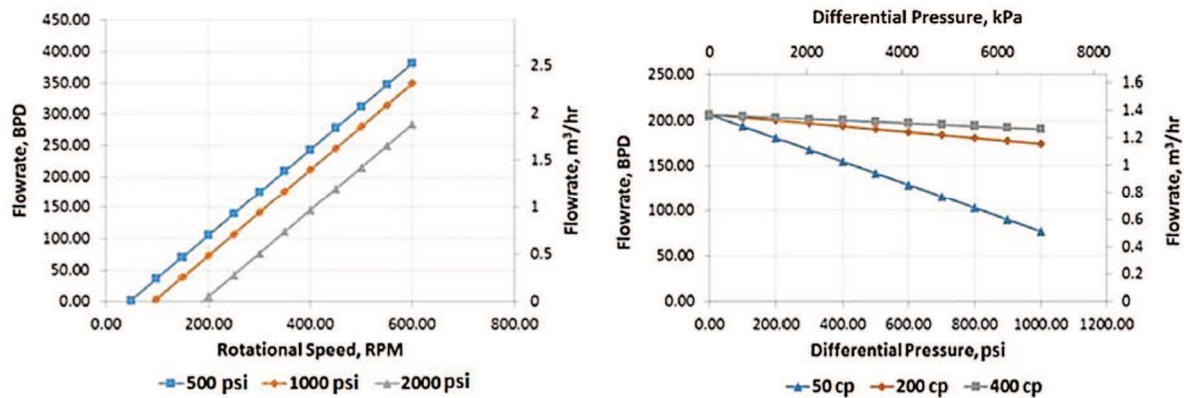 450.00
400.00
350.00
300.00
250.00
200.00
150.00
100.00
50.00
0.00
Flowrate, BPD
2.5
2
1.5
1
0.5
0
Flowrate, m³/hr
0.00 200.00 400.00 600.00 800.00
Rotational Speed, RPM
500 psi 1000 psi 2000 psi
Differential Pressure, kPa
0 2000 4000 6000 8000
250.00
200.00
150.00
100.00
50.00
0.00
Flowrate, BPD
1.6
1.4
1.2
1
0.8
0.6
0.4
0.2
0
Flowrate, m³/hr
0.00 200.00 400.00 600.00 800.00 1000.00 1200.00
Differential Pressure, psi
50 cp 200 cp 400 cp